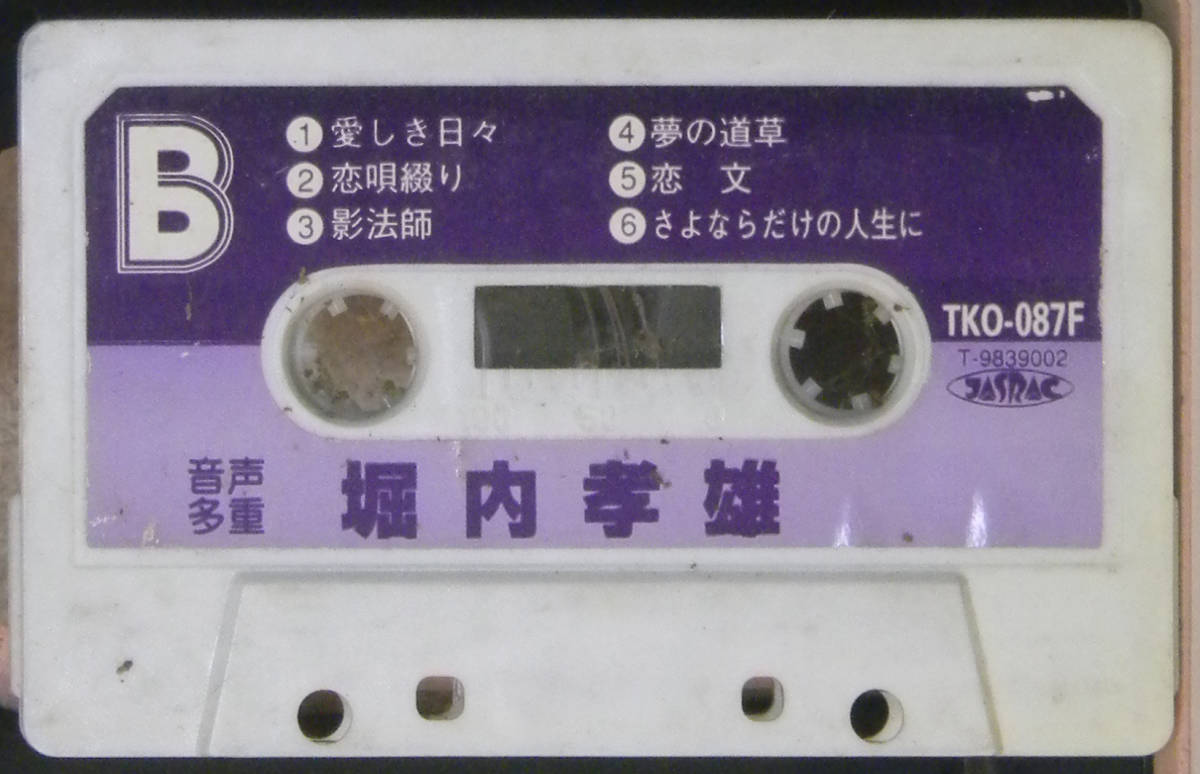 B
①愛しき日々
②恋唄綴り
③影法師
④夢の道草
⑤恋 文
⑥さよならだけの人生に
TKO-087F
T-9839002
JASRAC
音声
多重
堀内孝雄